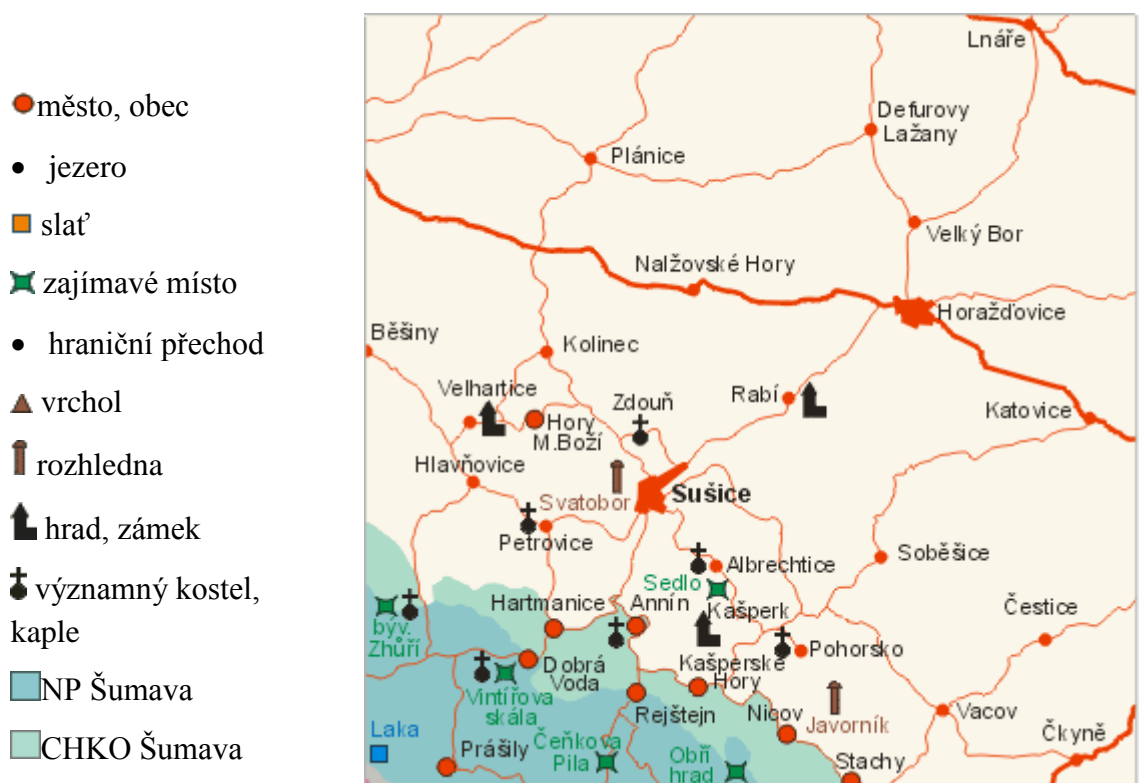 město, obec
• jezero
slať
zajímavé místo
• hraniční přechod
vrchol
rozhledna
hrad, zámek
významný kostel,
kaple
NP Šumava
CHKO Šumava
Lnáře
Defurovy
Lažany
Plánice
Velký Bor
Nalžovské Hory
Horažďovice
Běšiny
Kolinec
Velhartice
Zdouň
Rabí
Katovice
Hory
M.Boží
Hlavňovice
Svatobor
Sušice
Petrovice
Albrechtice
Soběšice
Sedlo
Hartmanice
Annín
Kašperk
Čestice
býv.
Zhůří
Dobrá
Voda
Kašperské
Hory
Pohorsko
Vintířova
skála
Rejštejn
Nicov
Javorník
Vacov
Laka
Prášily
Čeňkova
Pila
Obří
hrad
Stachy
Čkyně